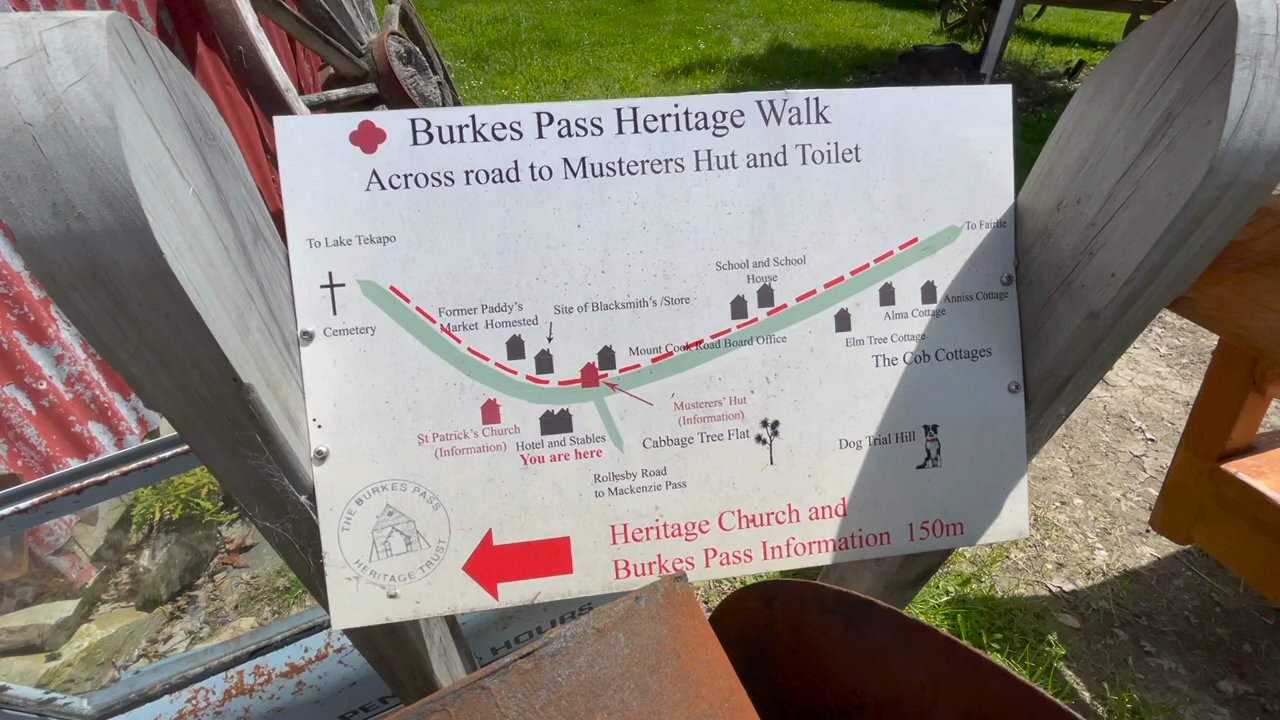 Burkes Pass Heritage Walk
Across road to Musterers Hut and Toilet
To Lake Tekapo
To Fairlie
Cemetery
Former Paddy's
Market Homested
Site of Blacksmith's /Store
School and School
House
Mount Cook Road Board Office
Anniss Cottage
Alma Cottage
Elm Tree Cottage
The Cob Cottages
St Patrick's Church
(Information)
Hotel and Stables
You are here
Musterers' Hut
(Information)
Cabbage Tree Flat
Dog Trial Hill
Rollesby Road
to Mackenzie Pass
THE BURKES PASS
HERITAGE TRUST
Heritage Church and
Burkes Pass Information 150m
HOURS
OPEN